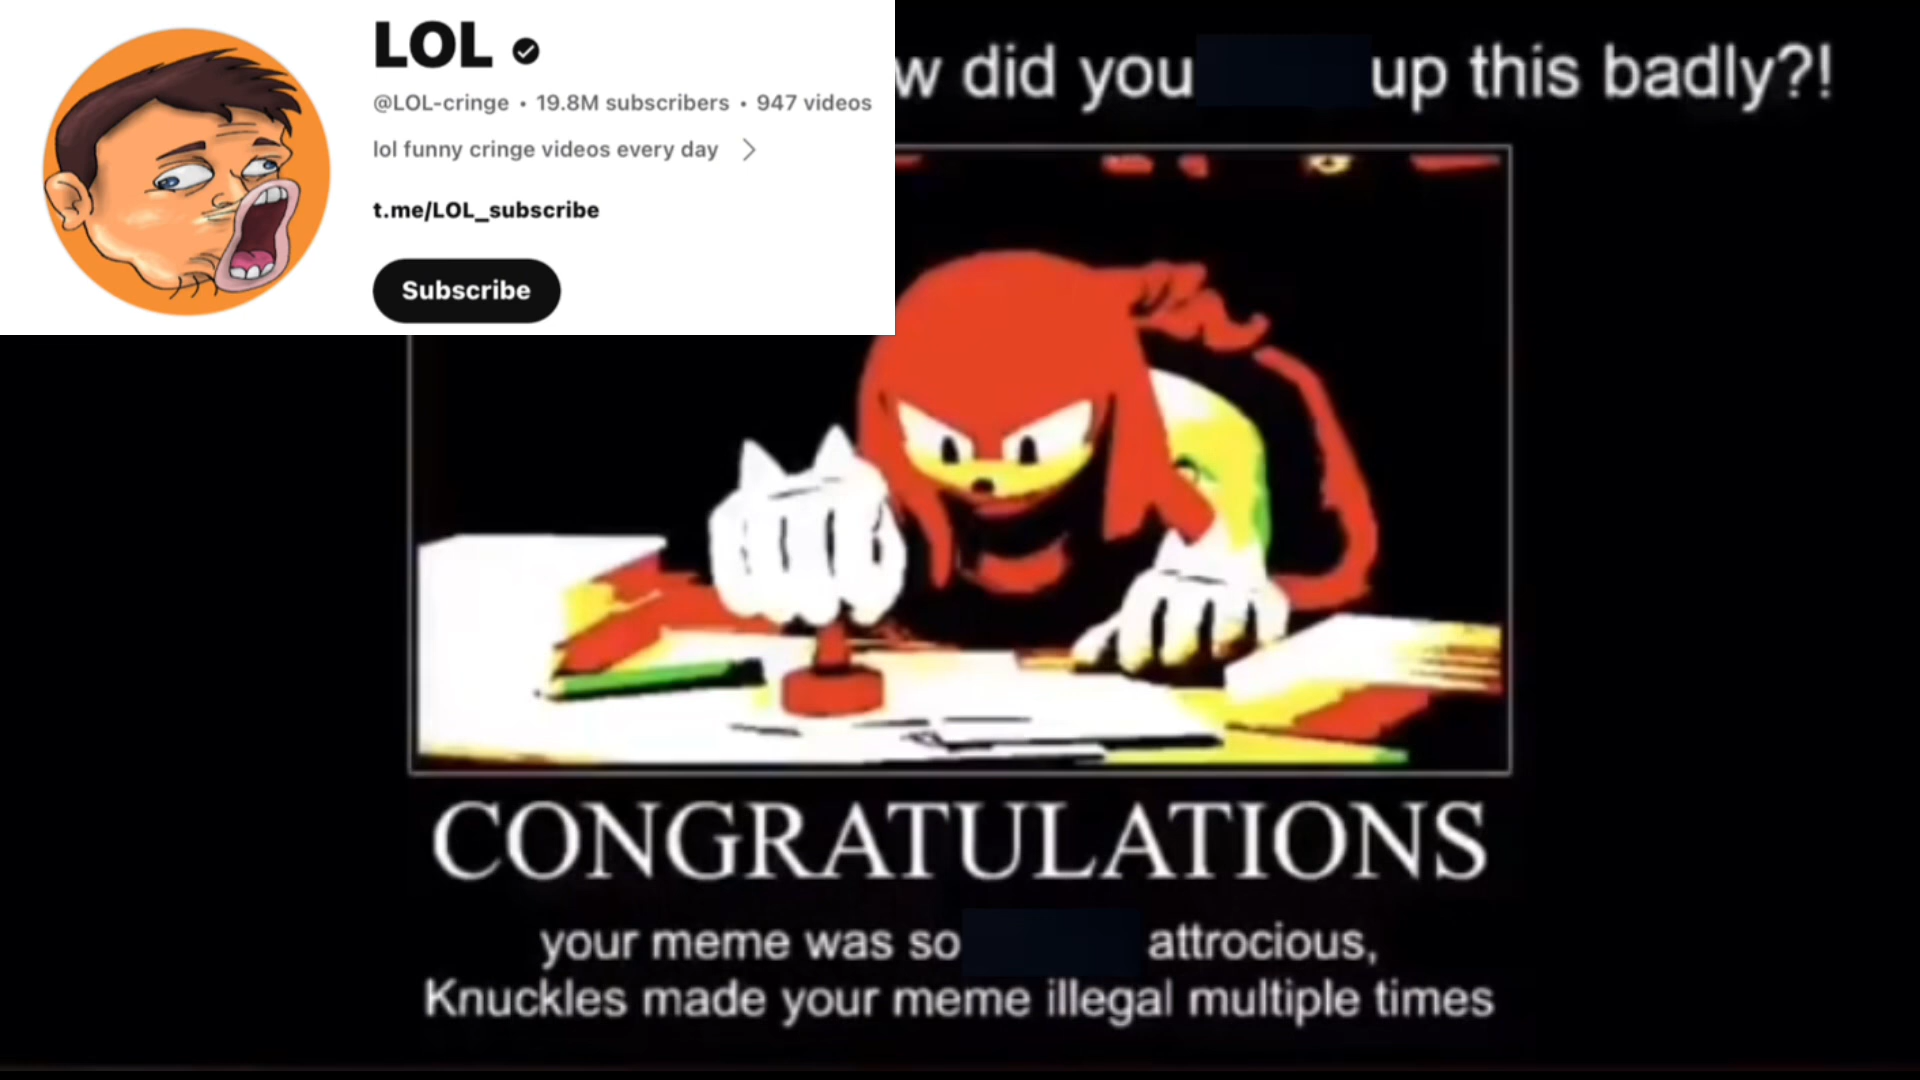 LOL
@LOL-cringe • 19.8M subscribers • 947 videos
lol funny cringe videos every day
t.me/LOL_subscribe
Subscribe
w did you up this badly?!
CONGRATULATIONS
your meme was so attrocious,
Knuckles made your meme illegal multiple times